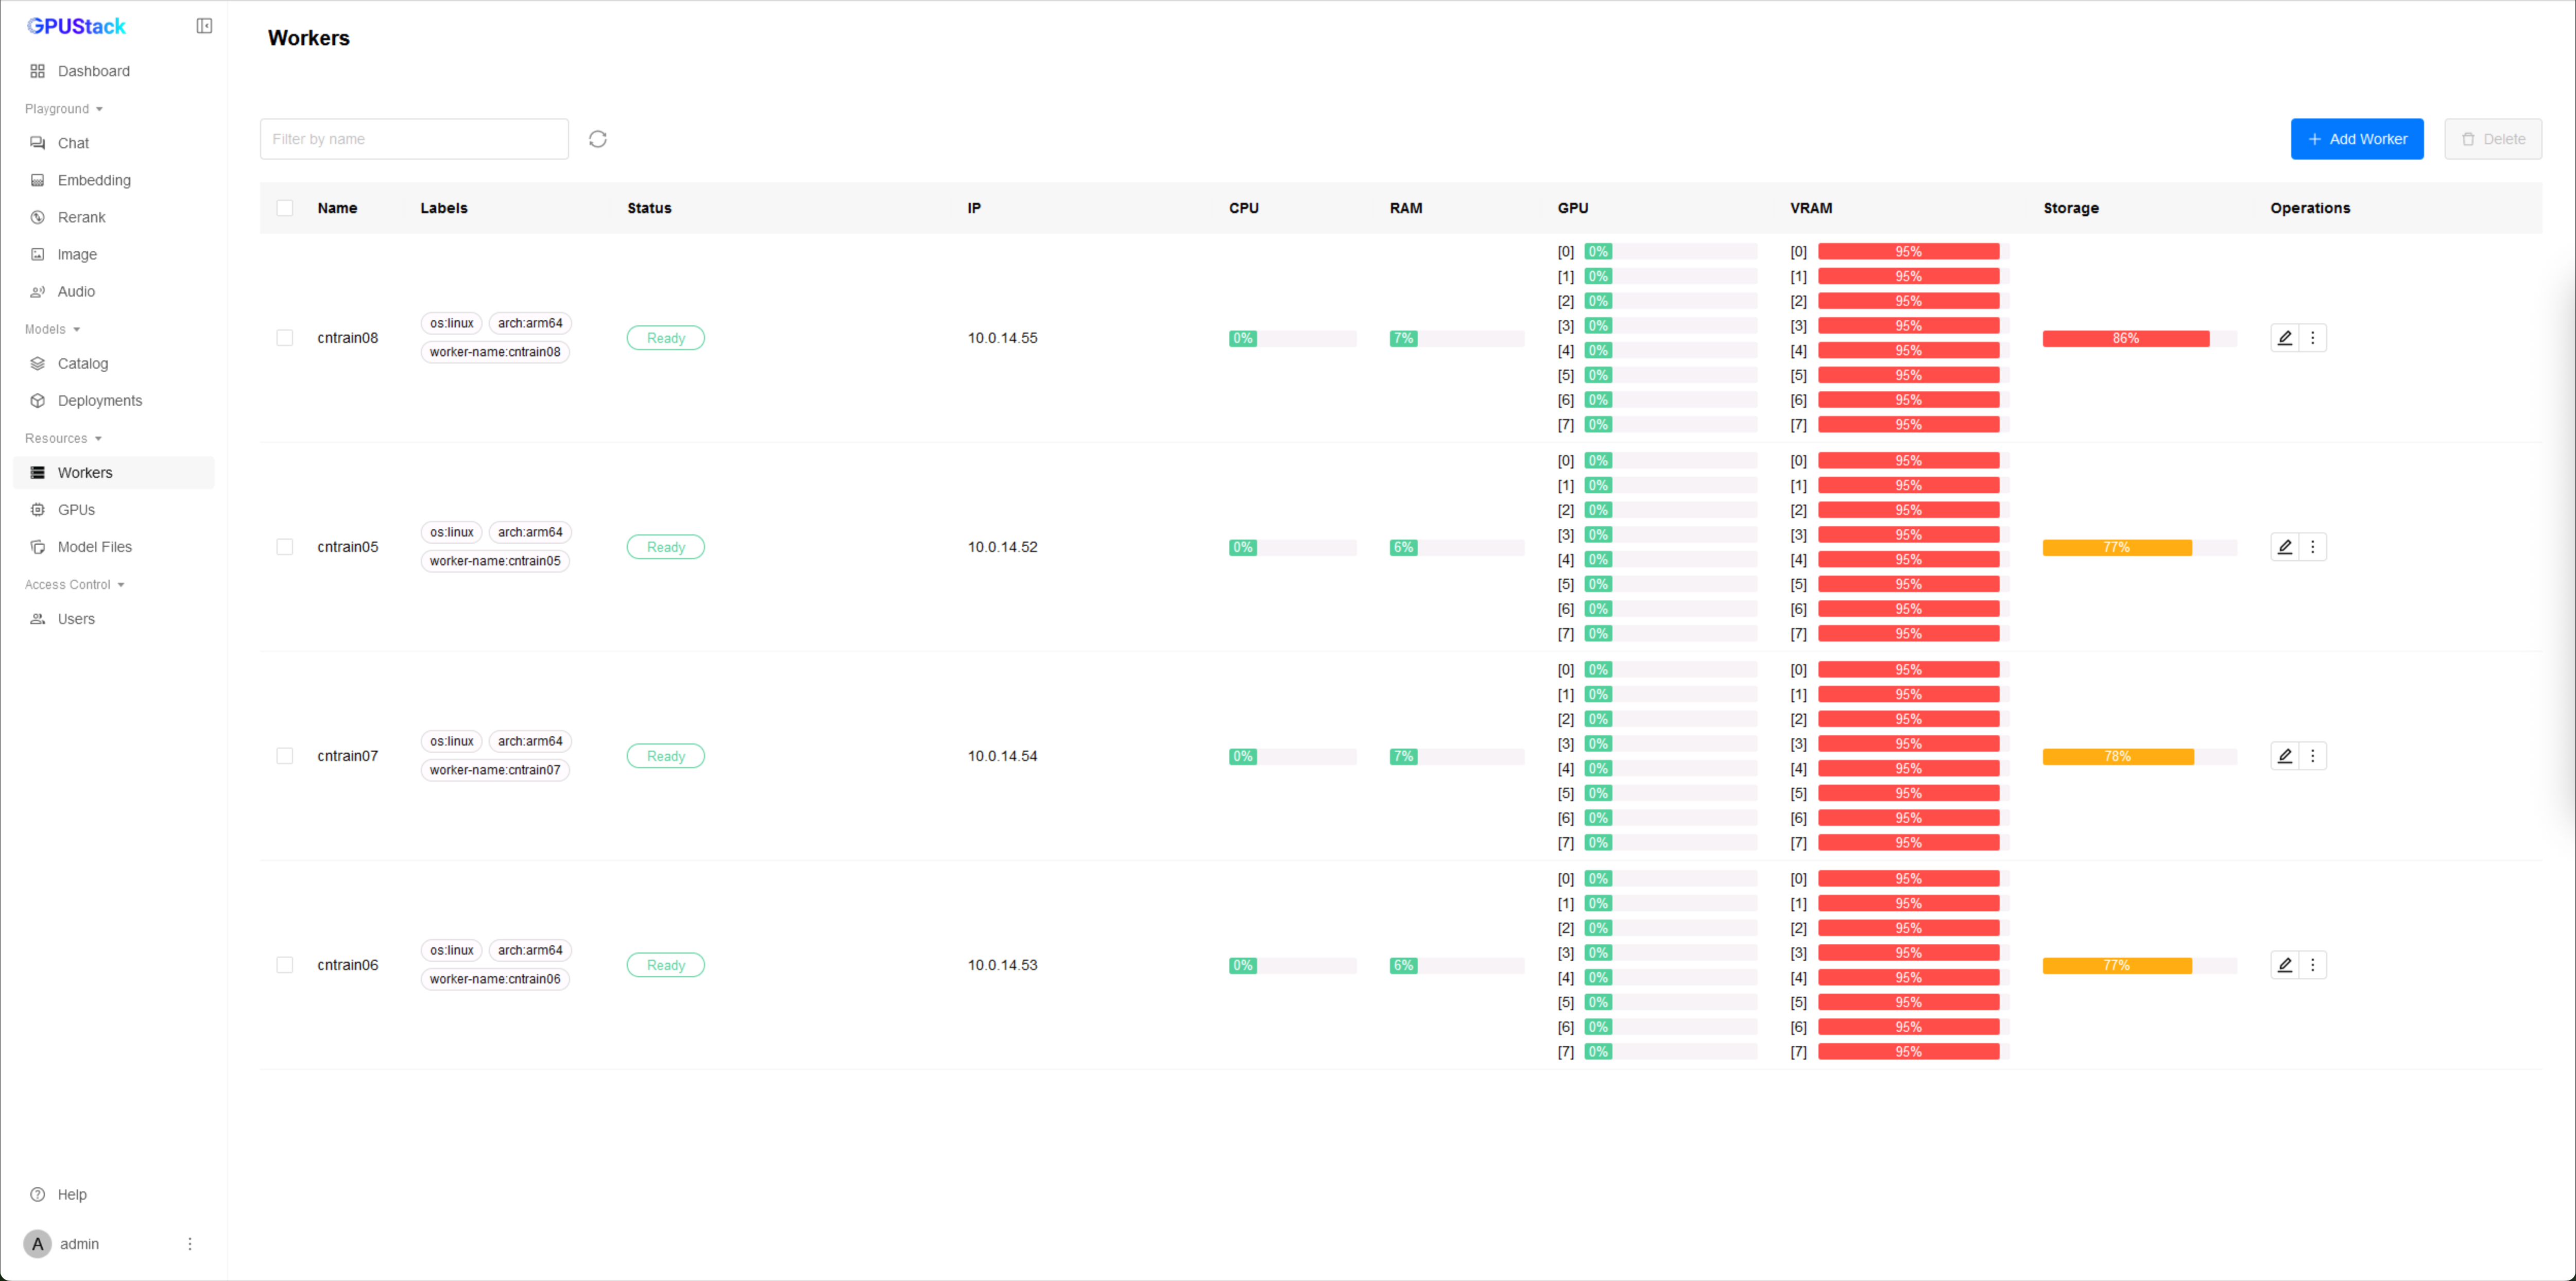 GPUStack
Dashboard
Playground
Chat
Embedding
Rerank
Image
Audio
Models
Catalog
Deployments
Resources
Workers
GPUs
Model Files
Access Control
Users
Help
A admin
Workers
Filter by name
Add Worker
Delete
Name Labels Status IP CPU RAM GPU VRAM Storage Operations
cntrain08 os:linux arch:arm64 worker-name:cntrain08 Ready 10.0.14.55 0% 7% 86%
[0] 0% [0] 95%
[1] 0% [1] 95%
[2] 0% [2] 95%
[3] 0% [3] 95%
[4] 0% [4] 95%
[5] 0% [5] 95%
[6] 0% [6] 95%
[7] 0% [7] 95%
cntrain05 os:linux arch:arm64 worker-name:cntrain05 Ready 10.0.14.52 0% 6% 77%
[0] 0% [0] 95%
[1] 0% [1] 95%
[2] 0% [2] 95%
[3] 0% [3] 95%
[4] 0% [4] 95%
[5] 0% [5] 95%
[6] 0% [6] 95%
[7] 0% [7] 95%
cntrain07 os:linux arch:arm64 worker-name:cntrain07 Ready 10.0.14.54 0% 7% 78%
[0] 0% [0] 95%
[1] 0% [1] 95%
[2] 0% [2] 95%
[3] 0% [3] 95%
[4] 0% [4] 95%
[5] 0% [5] 95%
[6] 0% [6] 95%
[7] 0% [7] 95%
cntrain06 os:linux arch:arm64 worker-name:cntrain06 Ready 10.0.14.53 0% 6% 77%
[0] 0% [0] 95%
[1] 0% [1] 95%
[2] 0% [2] 95%
[3] 0% [3] 95%
[4] 0% [4] 95%
[5] 0% [5] 95%
[6] 0% [6] 95%
[7] 0% [7] 95%